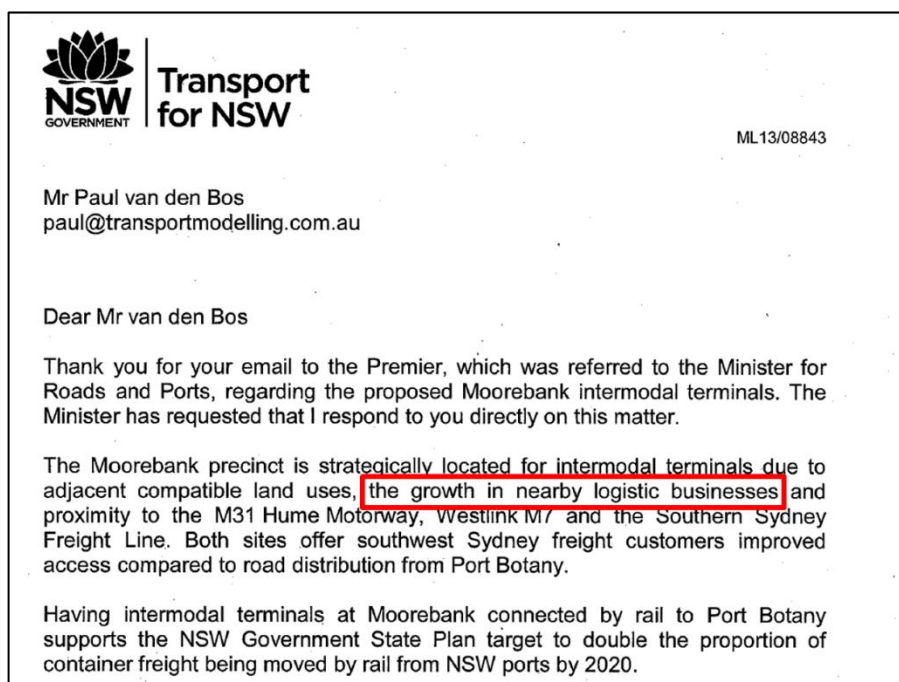 NSW
GOVERNMENT
Transport
for NSW
ML13/08843
Mr Paul van den Bos
paul@transportmodelling.com.au
Dear Mr van den Bos
Thank you for your email to the Premier, which was referred to the Minister for
Roads and Ports, regarding the proposed Moorebank intermodal terminals. The
Minister has requested that I respond to you directly on this matter.
The Moorebank precinct is strategically located for intermodal terminals due to
adjacent compatible land uses, the growth in nearby logistic businesses and
proximity to the M31 Hume Motorway, Westlink M7 and the Southern Sydney
Freight Line. Both sites offer southwest Sydney freight customers improved
access compared to road distribution from Port Botany.
Having intermodal terminals at Moorebank connected by rail to Port Botany
supports the NSW Government State Plan target to double the proportion of
container freight being moved by rail from NSW ports by 2020.